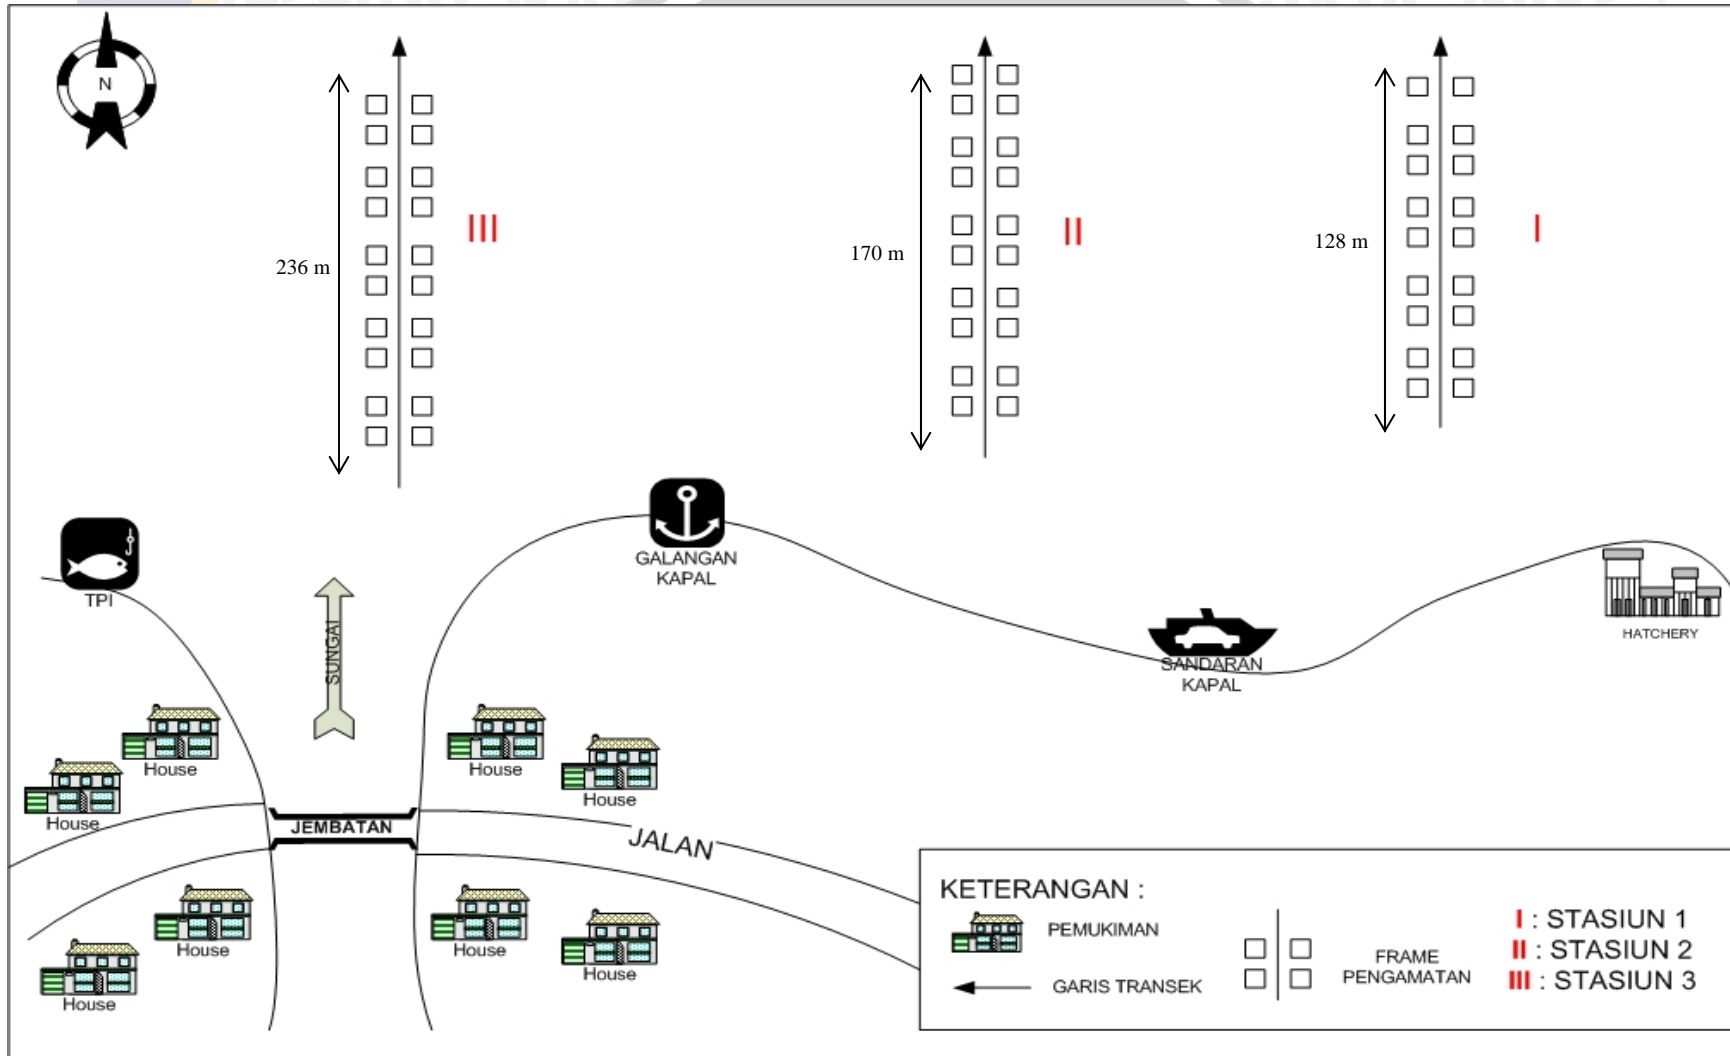 N
236 m
III
170 m
II
128 m
I
TPI
SUNGAI
GALANGAN
KAPAL
SANDARAN
KAPAL
HATCHERY
House
House
House
House
JEMBATAN
JALAN
House
House
House
House
KETERANGAN :
PEMUKIMAN
GARIS TRANSEK
FRAME
PENGAMATAN
I : STASIUN 1
II : STASIUN 2
III : STASIUN 3